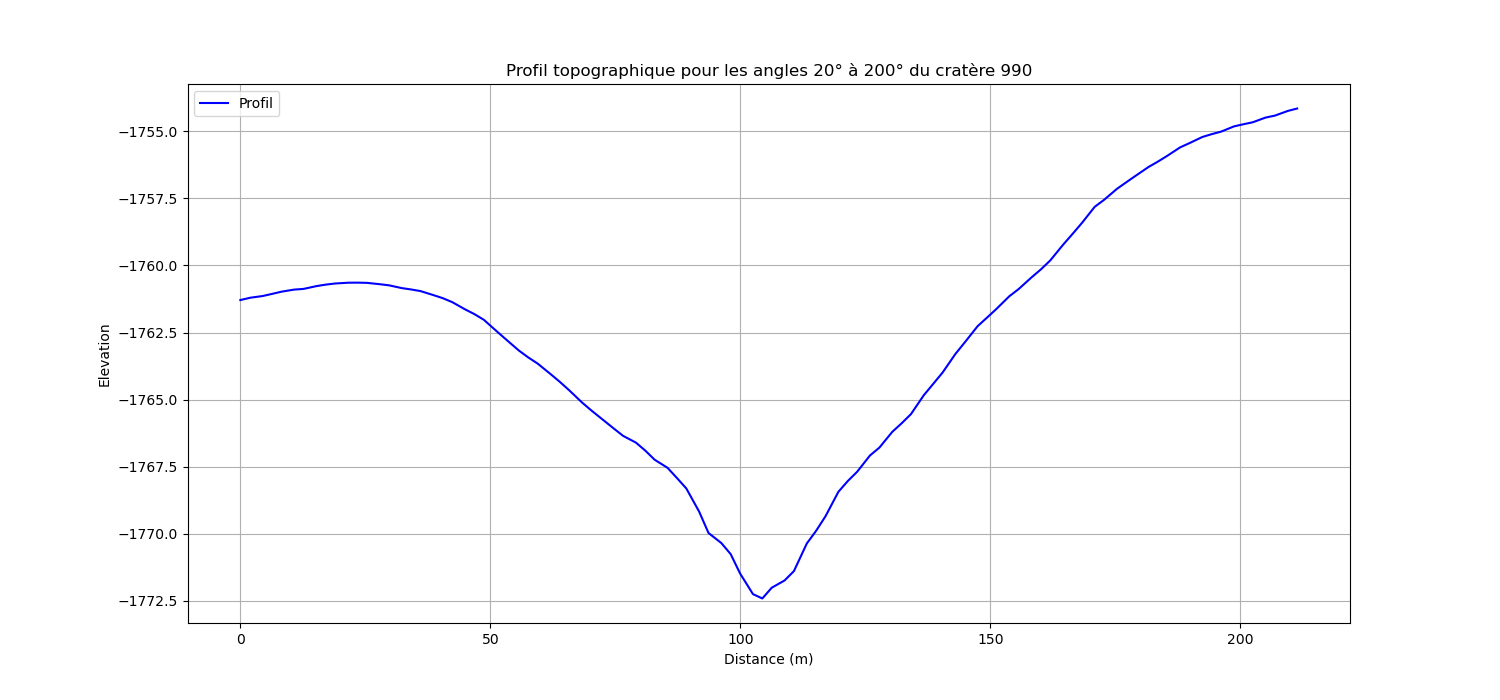 Profil topographique pour les angles 20° à 200° du cratère 990
Profil
−1755.0
−1757.5
−1760.0
−1762.5
−1765.0
−1767.5
−1770.0
−1772.5
Elevation
0 50 100 150 200
Distance (m)